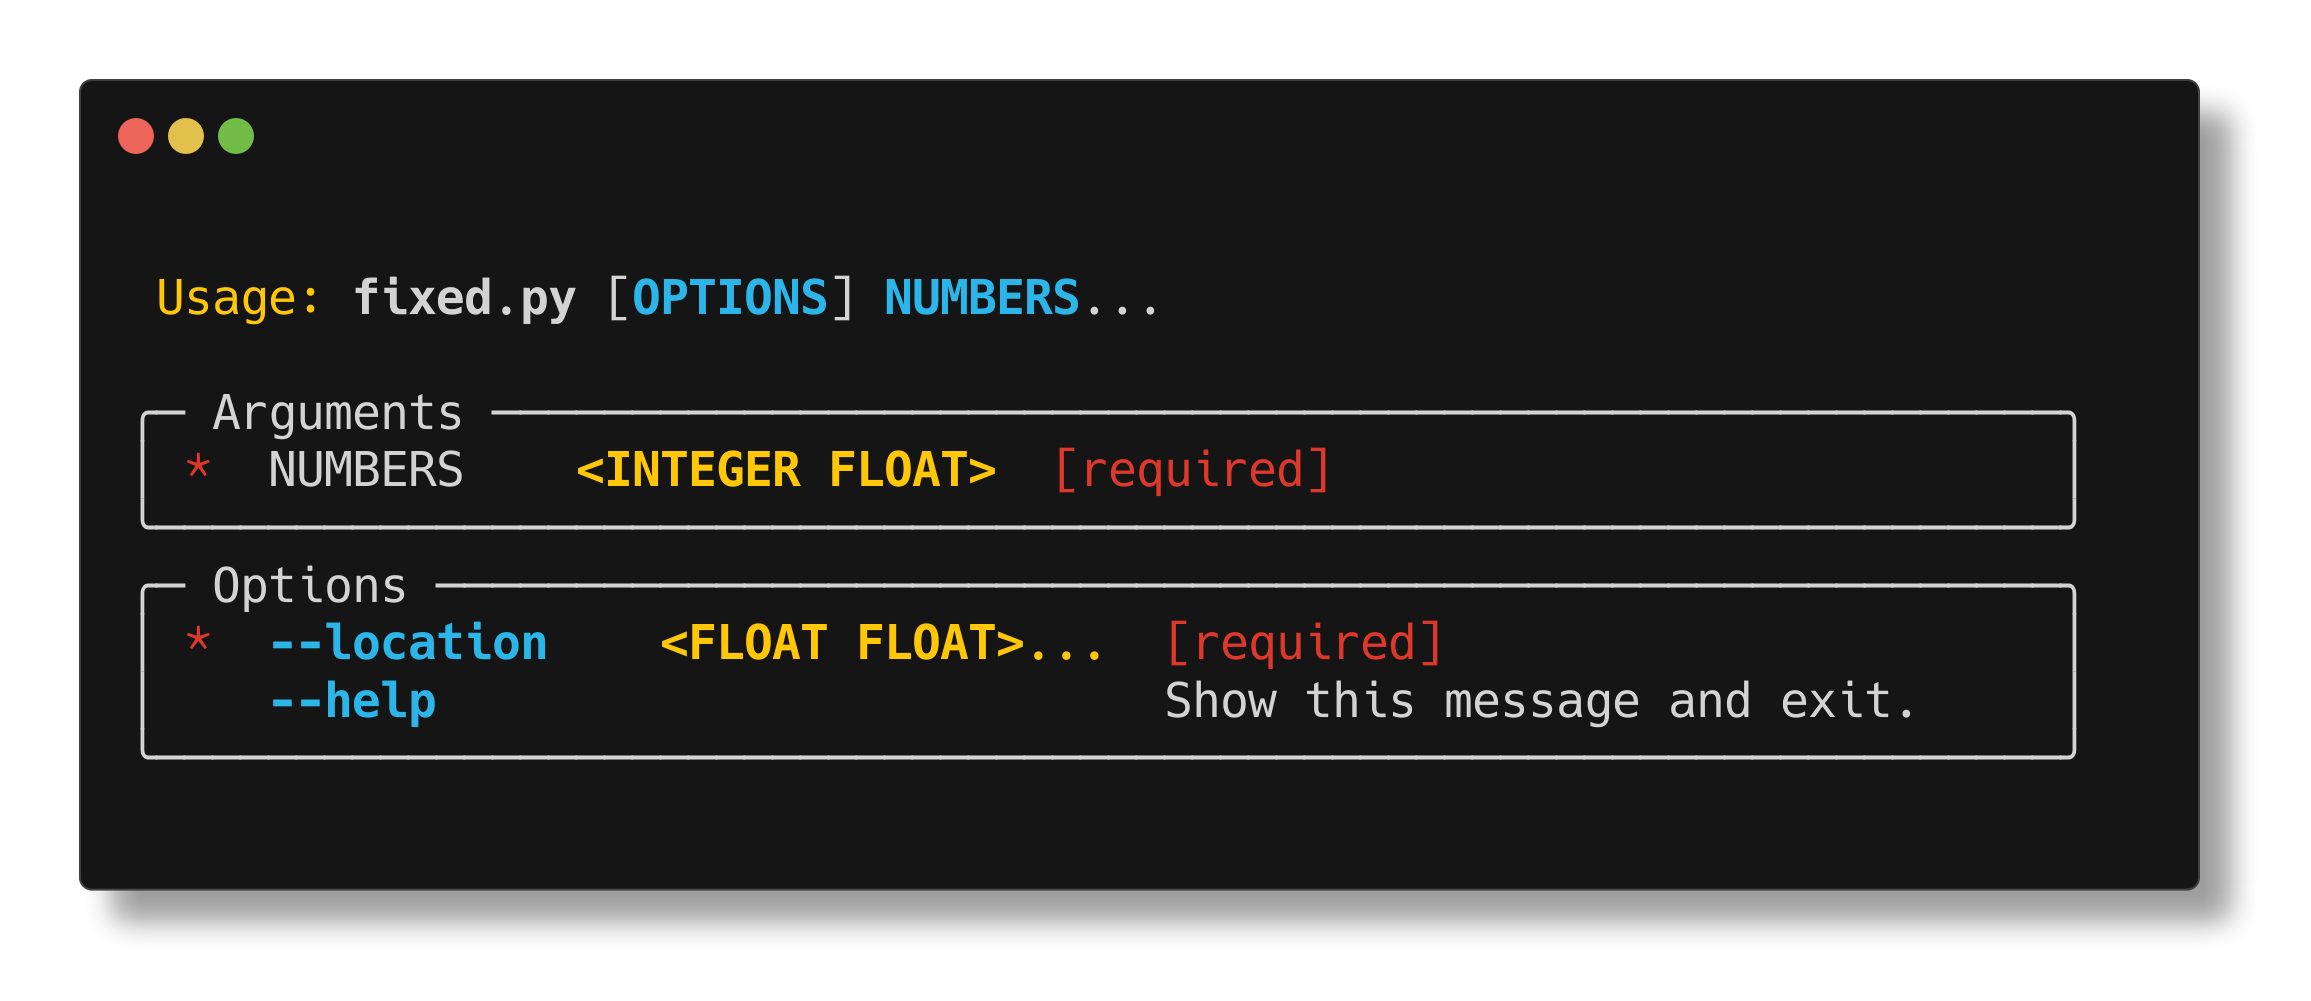 Usage: fixed.py [OPTIONS] NUMBERS...
Arguments
* NUMBERS <INTEGER FLOAT> [required]
Options
* --location <FLOAT FLOAT>... [required]
--help Show this message and exit.